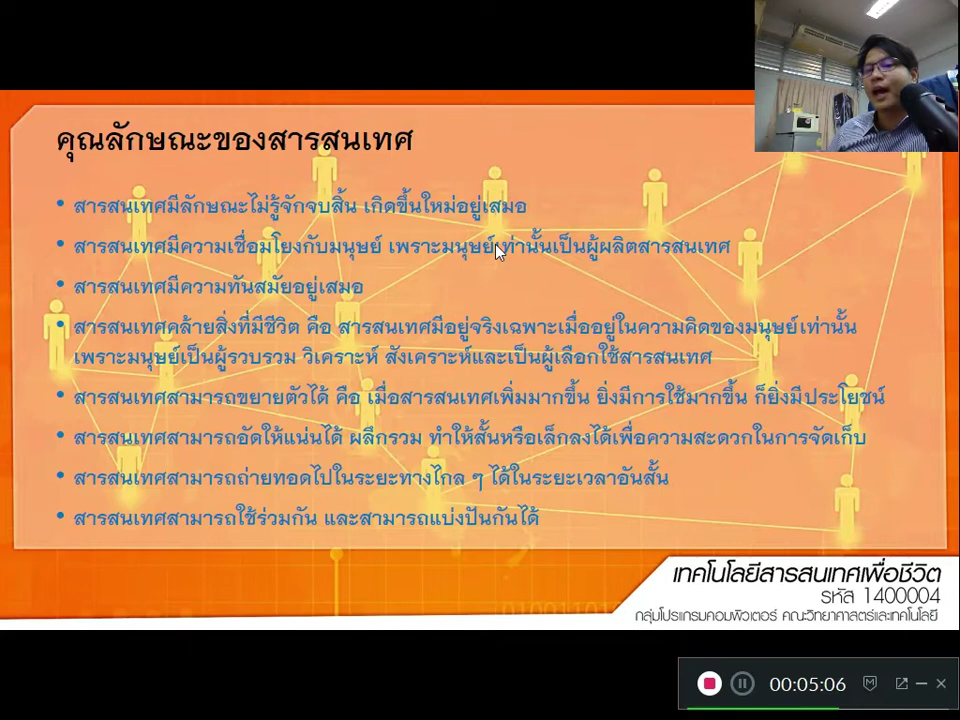 คุณลักษณะของสารสนเทศ
• สารสนเทศมีลักษณะไม่รู้จักจบสิ้น เกิดขึ้นใหม่อยู่เสมอ
• สารสนเทศมีความเชื่อมโยงกับมนุษย์ เพราะมนุษย์เท่านั้นเป็นผู้ผลิตสารสนเทศ
• สารสนเทศมีความทันสมัยอยู่เสมอ
• สารสนเทศคล้ายสิ่งที่มีชีวิต คือ สารสนเทศมีอยู่จริงเฉพาะเมื่ออยู่ในความคิดของมนุษย์เท่านั้น
เพราะมนุษย์เป็นผู้รวบรวม วิเคราะห์ สังเคราะห์และเป็นผู้เลือกใช้สารสนเทศ
• สารสนเทศสามารถขยายตัวได้ คือ เมื่อสารสนเทศเพิ่มมากขึ้น ยิ่งมีการใช้มากขึ้น ก็ยิ่งมีประโยชน์
• สารสนเทศสามารถอัดให้แน่นได้ ผลึกรวม ทำให้สั้นหรือเล็กลงได้เพื่อความสะดวกในการจัดเก็บ
• สารสนเทศสามารถถ่ายทอดไปในระยะทางไกล ๆ ได้ในระยะเวลาอันสั้น
• สารสนเทศสามารถใช้ร่วมกัน และสามารถแบ่งปันกันได้
เทคโนโลยีสารสนเทศเพื่อชีวิต
รหัส 1400004
กลุ่มโปรแกรมคอมพิวเตอร์ คณะวิทยาศาสตร์และเทคโนโลยี
00:05:06